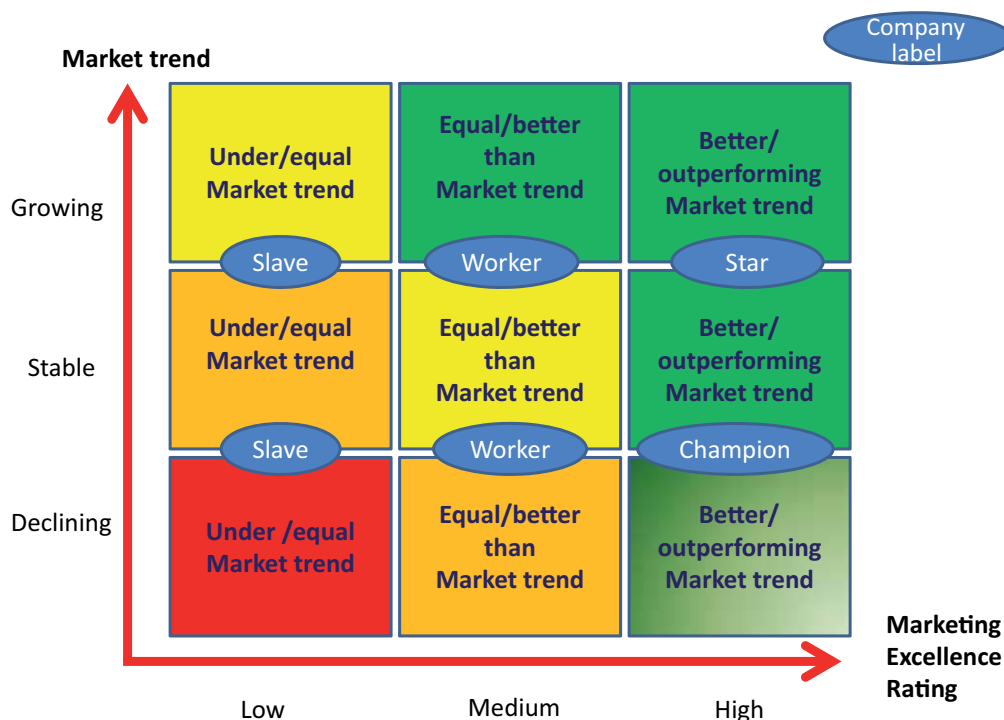 Company
label
Market trend
Growing
Under/equal
Market trend
Equal/better
than
Market trend
Better/
outperforming
Market trend
Slave
Worker
Star
Stable
Under/equal
Market trend
Equal/better
than
Market trend
Better/
outperforming
Market trend
Slave
Worker
Champion
Declining
Under /equal
Market trend
Equal/better
than
Market trend
Better/
outperforming
Market trend
Marketing
Excellence
Rating
Low
Medium
High